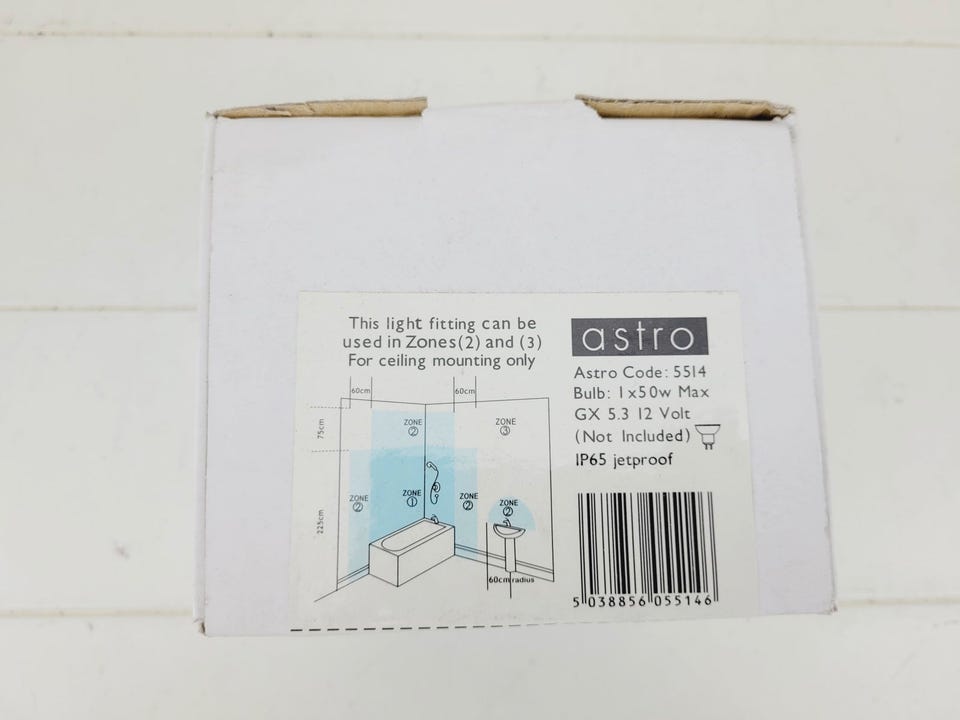 This light fitting can be
used in Zones(2) and (3)
For ceiling mounting only
astro
Astro Code: 5514
Bulb: 1x50w Max
GX 5.3 12 Volt
(Not Included)
IP65 jetproof
60cm
60cm
75cm
225cm
ZONE
2
ZONE
3
ZONE
2
ZONE
1
ZONE
2
ZONE
2
60cm radius
5 038856 055146